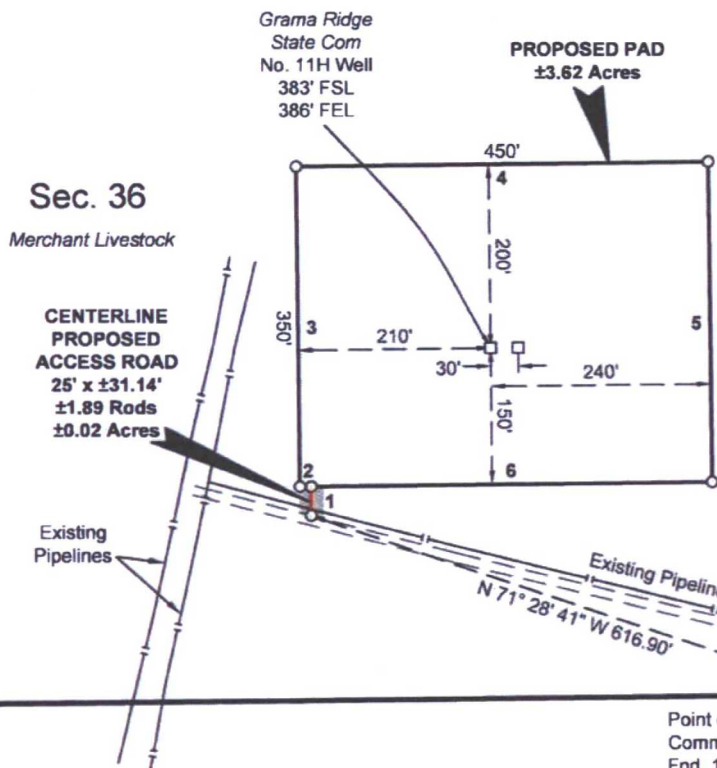 Grama Ridge
State Com
No. 11H Well
383' FSL
386' FEL
PROPOSED PAD
±3.62 Acres
450'
4
Sec. 36
Merchant Livestock
200'
CENTERLINE
PROPOSED
ACCESS ROAD
25' x ±31.14'
±1.89 Rods
±0.02 Acres
350'
3
210'
5
30'
240'
150'
2
6
1
Existing
Pipelines
Existing
N 71° 28' 41" W 616.90'
Point